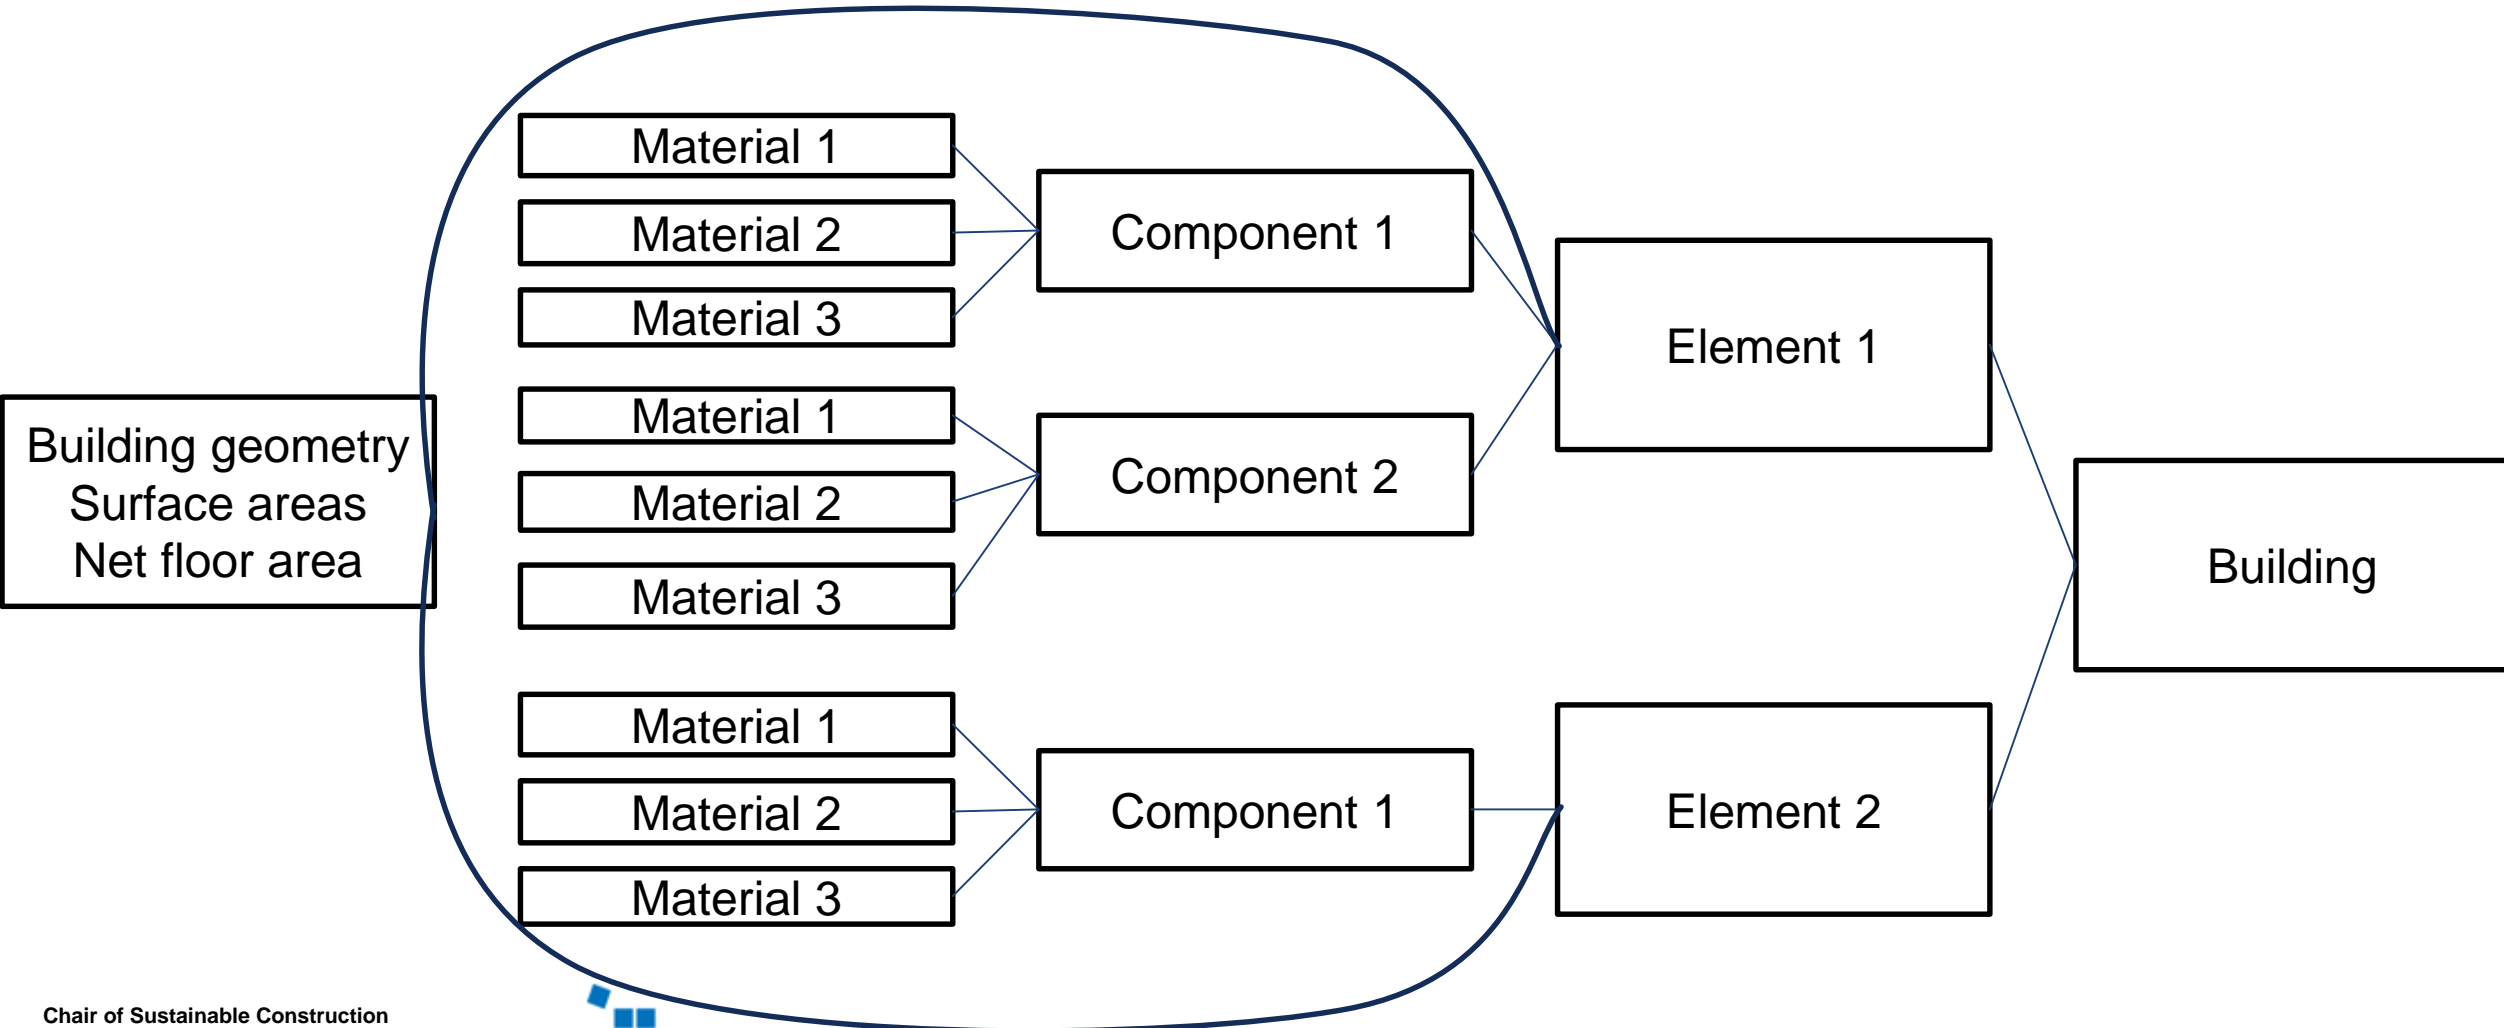 Material 1
Material 2
Material 3
Component 1
Material 1
Material 2
Material 3
Component 2
Element 1
Building geometry
Surface areas
Net floor area
Building
Material 1
Material 2
Material 3
Component 1
Element 2
Chair of Sustainable Construction